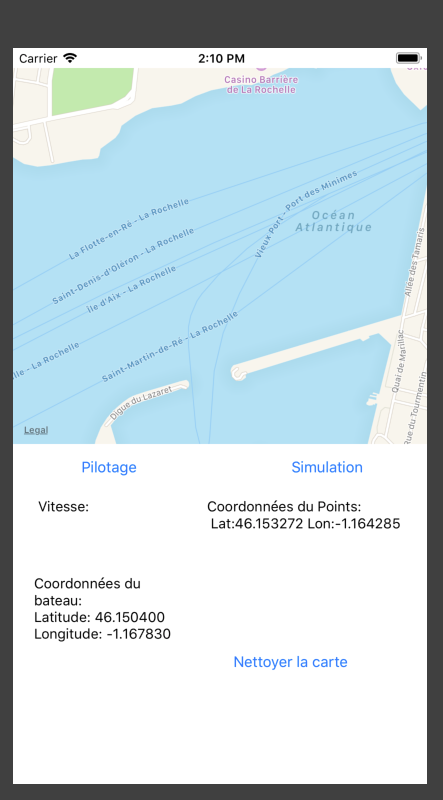 Carrier 2:10 PM
Casino Barrière
de La Rochelle
La Flotte-en-Ré - La Rochelle
Vieux Port - Port des Minimes
Océan
Atlantique
Saint-Denis-d'Oléron - La Rochelle
Île d'Aix - La Rochelle
Allée des Tamaris
Saint-Martin-de-Ré - La Rochelle
lle - La Rochelle
Quai de Marillac
Digue du Lazaret
Rue du Tourmentin
Legal
Pilotage Simulation
Vitesse:
Coordonnées du Points:
Lat:46.153272 Lon:-1.164285
Coordonnées du
bateau:
Latitude: 46.150400
Longitude: -1.167830
Nettoyer la carte